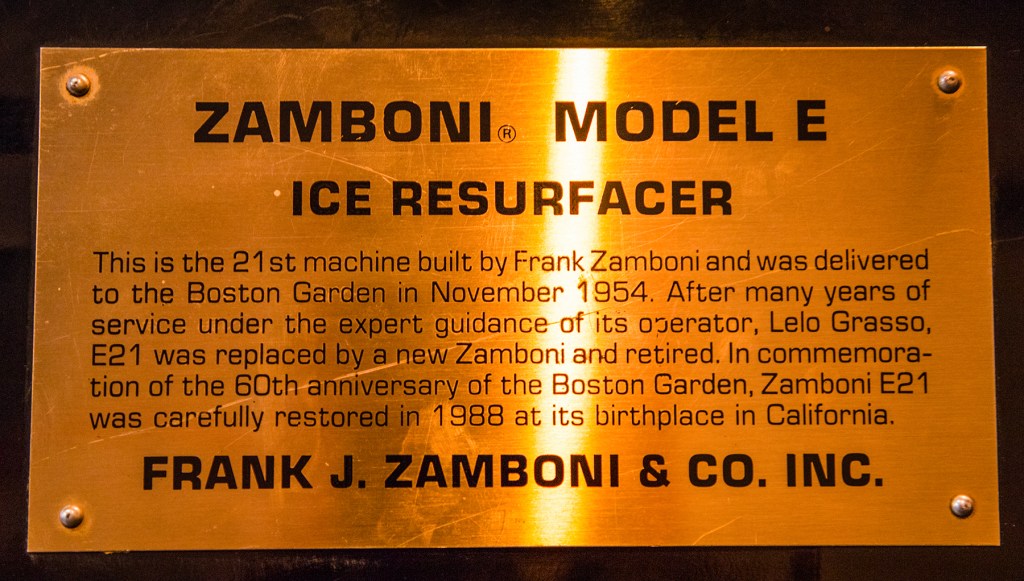 ZAMBONI® MODEL E
ICE RESURFACER
This is the 21st machine built by Frank Zamboni and was delivered
to the Boston Garden in November 1954. After many years of
service under the expert guidance of its operator, Lelo Grasso,
E21 was replaced by a new Zamboni and retired. In commemora-
tion of the 60th anniversary of the Boston Garden, Zamboni E21
was carefully restored in 1988 at its birthplace in California.
FRANK J. ZAMBONI & CO. INC.